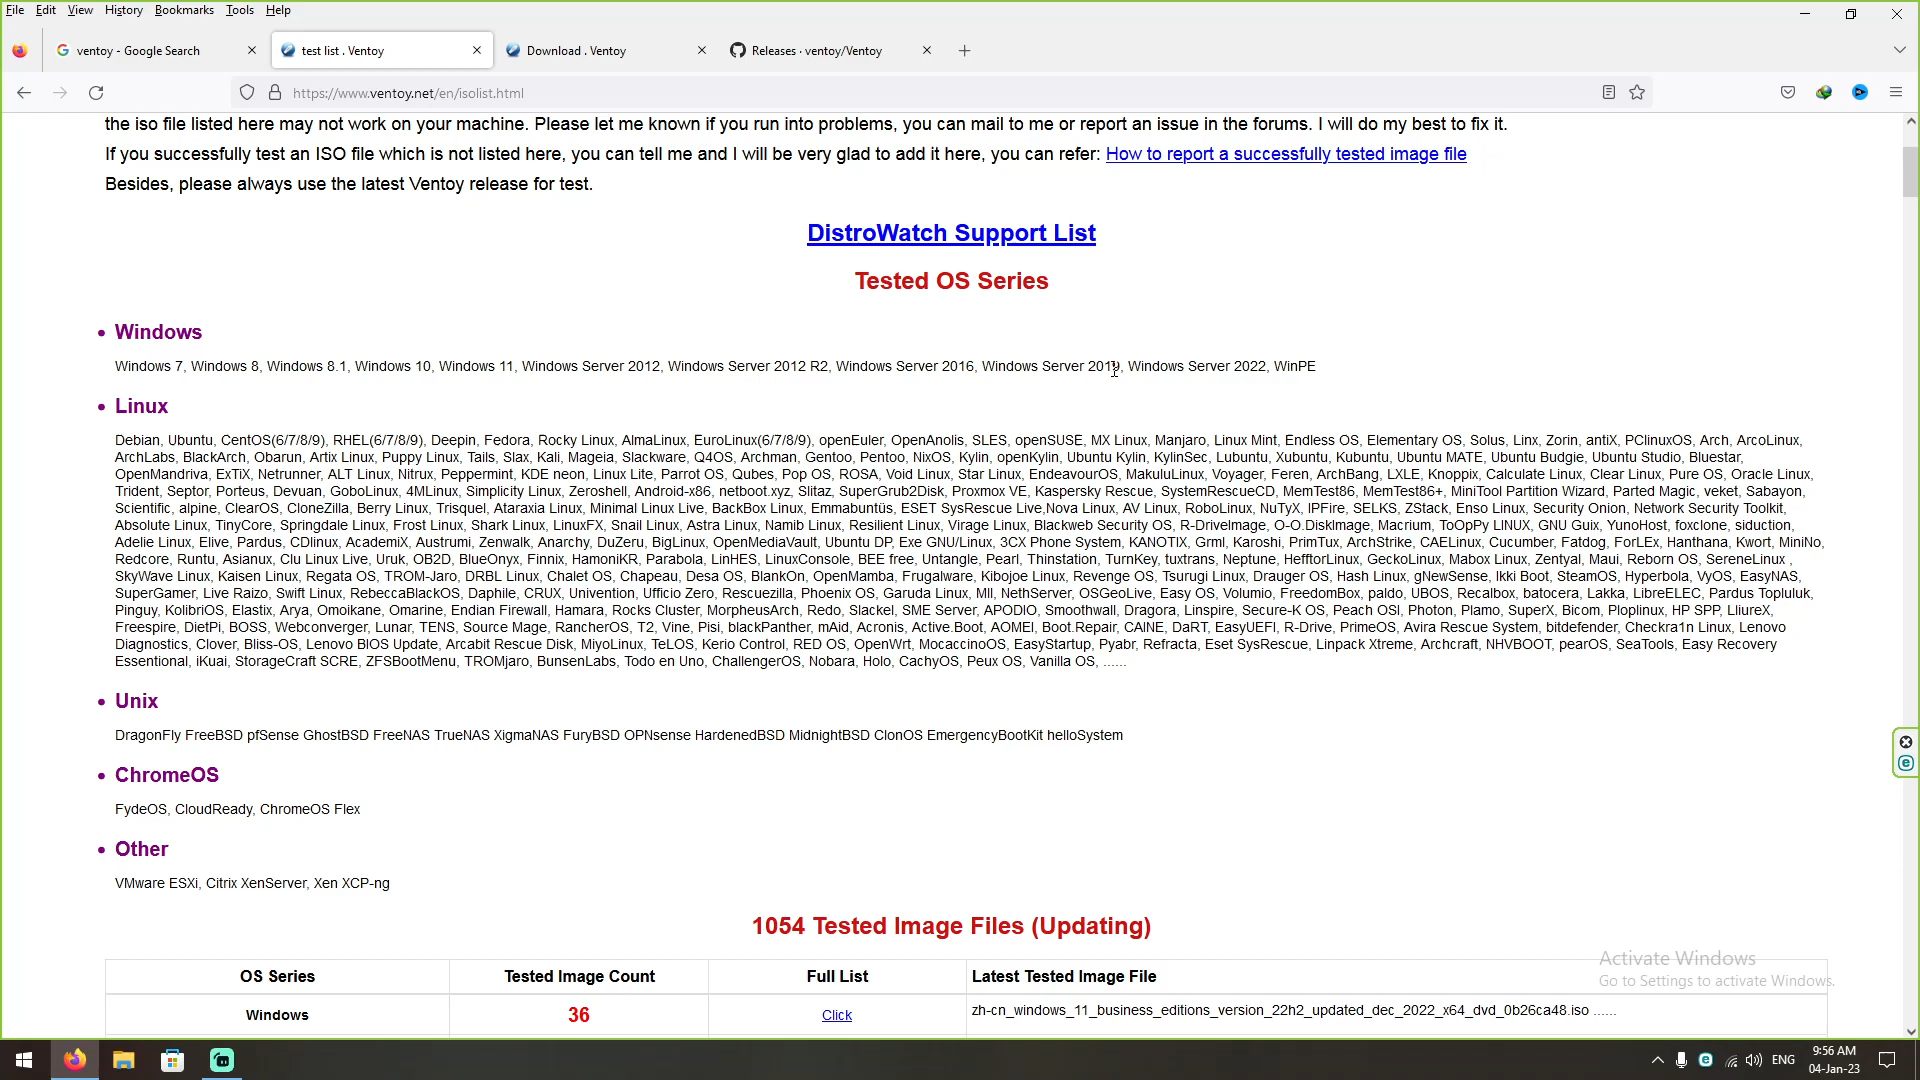 File Edit View History Bookmarks Tools Help
ventoy - Google Search
test list . Ventoy
Download . Ventoy
Releases · ventoy/Ventoy
https://www.ventoy.net/en/isolist.html
the iso file listed here may not work on your machine. Please let me known if you run into problems, you can mail to me or report an issue in the forums. I will do my best to fix it.
If you successfully test an ISO file which is not listed here, you can tell me and I will be very glad to add it here, you can refer: How to report a successfully tested image file
Besides, please always use the latest Ventoy release for test.
DistroWatch Support List
Tested OS Series
• Windows
Windows 7, Windows 8, Windows 8.1, Windows 10, Windows 11, Windows Server 2012, Windows Server 2012 R2, Windows Server 2016, Windows Server 2019, Windows Server 2022, WinPE
• Linux
Debian, Ubuntu, CentOS(6/7/8/9), RHEL(6/7/8/9), Deepin, Fedora, Rocky Linux, AlmaLinux, EuroLinux(6/7/8/9), openEuler, OpenAnolis, SLES, openSUSE, MX Linux, Manjaro, Linux Mint, Endless OS, Elementary OS, Solus, Linx, Zorin, antiX, PClinuxOS, Arch, ArcoLinux,
ArchLabs, BlackArch, Obarun, Artix Linux, Puppy Linux, Tails, Slax, Kali, Mageia, Slackware, Q4OS, Archman, Gentoo, Pentoo, NixOS, Kylin, openKylin, Ubuntu Kylin, KylinSec, Lubuntu, Xubuntu, Kubuntu, Ubuntu MATE, Ubuntu Budgie, Ubuntu Studio, Bluestar,
OpenMandriva, ExTiX, Netrunner, ALT Linux, Nitrux, Peppermint, KDE neon, Linux Lite, Parrot OS, Qubes, Pop OS, ROSA, Void Linux, Star Linux, EndeavourOS, MakuluLinux, Voyager, Feren, ArchBang, LXLE, Knoppix, Calculate Linux, Clear Linux, Pure OS, Oracle Linux,
Trident, Septor, Porteus, Devuan, GoboLinux, 4MLinux, Simplicity Linux, Zeroshell, Android-x86, netboot.xyz, Slitaz, SuperGrub2Disk, Proxmox VE, Kaspersky Rescue, SystemRescueCD, MemTest86, MemTest86+, MiniTool Partition Wizard, Parted Magic, veket, Sabayon,
Scientific, alpine, ClearOS, CloneZilla, Berry Linux, Trisquel, Ataraxia Linux, Minimal Linux Live, BackBox Linux, Emmabuntüs, ESET SysRescue Live,Nova Linux, AV Linux, RoboLinux, NuTyX, IPFire, SELKS, ZStack, Enso Linux, Security Onion, Network Security Toolkit,
Absolute Linux, TinyCore, Springdale Linux, Frost Linux, Shark Linux, LinuxFX, Snail Linux, Astra Linux, Namib Linux, Resilient Linux, Virage Linux, Blackweb Security OS, R-DriveImage, O-O.DiskImage, Macrium, ToOpPy LINUX, GNU Guix, YunoHost, foxclone, siduction,
Adelie Linux, Elive, Pardus, CDlinux, AcademiX, Austrumi, Zenwalk, Anarchy, DuZeru, BigLinux, OpenMediaVault, Ubuntu DP, Exe GNU/Linux, 3CX Phone System, KANOTIX, Grml, Karoshi, PrimTux, ArchStrike, CAELinux, Cucumber, Fatdog, ForLEx, Hanthana, Kwort, MiniNo,
Redcore, Runtu, Asianux, Clu Linux Live, Uruk, OB2D, BlueOnyx, Finnix, HamoniKR, Parabola, LinHES, LinuxConsole, BEE free, Untangle, Pearl, Thinstation, TurnKey, tuxtrans, Neptune, HefftorLinux, GeckoLinux, Mabox Linux, Zentyal, Maui, Reborn OS, SereneLinux ,
SkyWave Linux, Kaisen Linux, Regata OS, TROM-Jaro, DRBL Linux, Chalet OS, Chapeau, Desa OS, BlankOn, OpenMamba, Frugalware, Kibojoe Linux, Revenge OS, Tsurugi Linux, Drauger OS, Hash Linux, gNewSense, Ikki Boot, SteamOS, Hyperbola, VyOS, EasyNAS,
SuperGamer, Live Raizo, Swift Linux, RebeccaBlackOS, Daphile, CRUX, Univention, Ufficio Zero, Rescuezilla, Phoenix OS, Garuda Linux, Mll, NethServer, OSGeoLive, Easy OS, Volumio, FreedomBox, paldo, UBOS, Recalbox, batocera, Lakka, LibreELEC, Pardus Topluluk,
Pinguy, KolibriOS, Elastix, Arya, Omoikane, Omarine, Endian Firewall, Hamara, Rocks Cluster, MorpheusArch, Redo, Slackel, SME Server, APODIO, Smoothwall, Dragora, Linspire, Secure-K OS, Peach OSI, Photon, Plamo, SuperX, Bicom, Ploplinux, HP SPP, LliureX,
Freespire, DietPi, BOSS, Webconverger, Lunar, TENS, Source Mage, RancherOS, T2, Vine, Pisi, blackPanther, mAid, Acronis, Active.Boot, AOMEI, Boot.Repair, CAINE, DaRT, EasyUEFI, R-Drive, PrimeOS, Avira Rescue System, bitdefender, Checkra1n Linux, Lenovo
Diagnostics, Clover, Bliss-OS, Lenovo BIOS Update, Arcabit Rescue Disk, MiyoLinux, TeLOS, Kerio Control, RED OS, OpenWrt, MocaccinoOS, EasyStartup, Pyabr, Refracta, Eset SysRescue, Linpack Xtreme, Archcraft, NHVBOOT, pearOS, SeaTools, Easy Recovery
Essentional, iKuai, StorageCraft SCRE, ZFSBootMenu, TROMjaro, BunsenLabs, Todo en Uno, ChallengerOS, Nobara, Holo, CachyOS, Peux OS, Vanilla OS, ......
• Unix
DragonFly FreeBSD pfSense GhostBSD FreeNAS TrueNAS XigmaNAS FuryBSD OPNsense HardenedBSD MidnightBSD ClonOS EmergencyBootKit helloSystem
• ChromeOS
FydeOS, CloudReady, ChromeOS Flex
• Other
VMware ESXi, Citrix XenServer, Xen XCP-ng
1054 Tested Image Files (Updating)
OS Series Tested Image Count Full List Latest Tested Image File
Windows 36 Click zh-cn_windows_11_business_editions_version_22h2_updated_dec_2022_x64_dvd_0b26ca48.iso ......
Activate Windows
Go to Settings to activate Windows.
ENG
9:56 AM
04-Jan-23